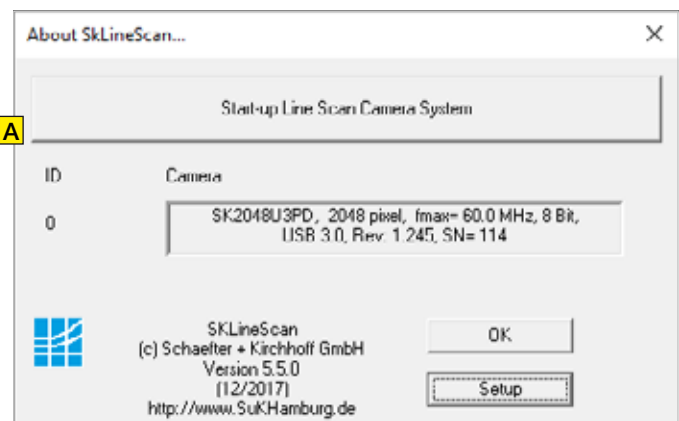 About SkLineScan...
Start-up Line Scan Camera System
A
ID Camera
0 SK2048U3PD, 2048 pixel, fmax= 60.0 MHz, 8 Bit,
USB 3.0, Rev. 1.245, SN= 114
SKLineScan
(c) Schaefter + Kirchhoff GmbH
Version 5.5.0
(12/2017)
http://www.SuKHamburg.de
OK
Setup